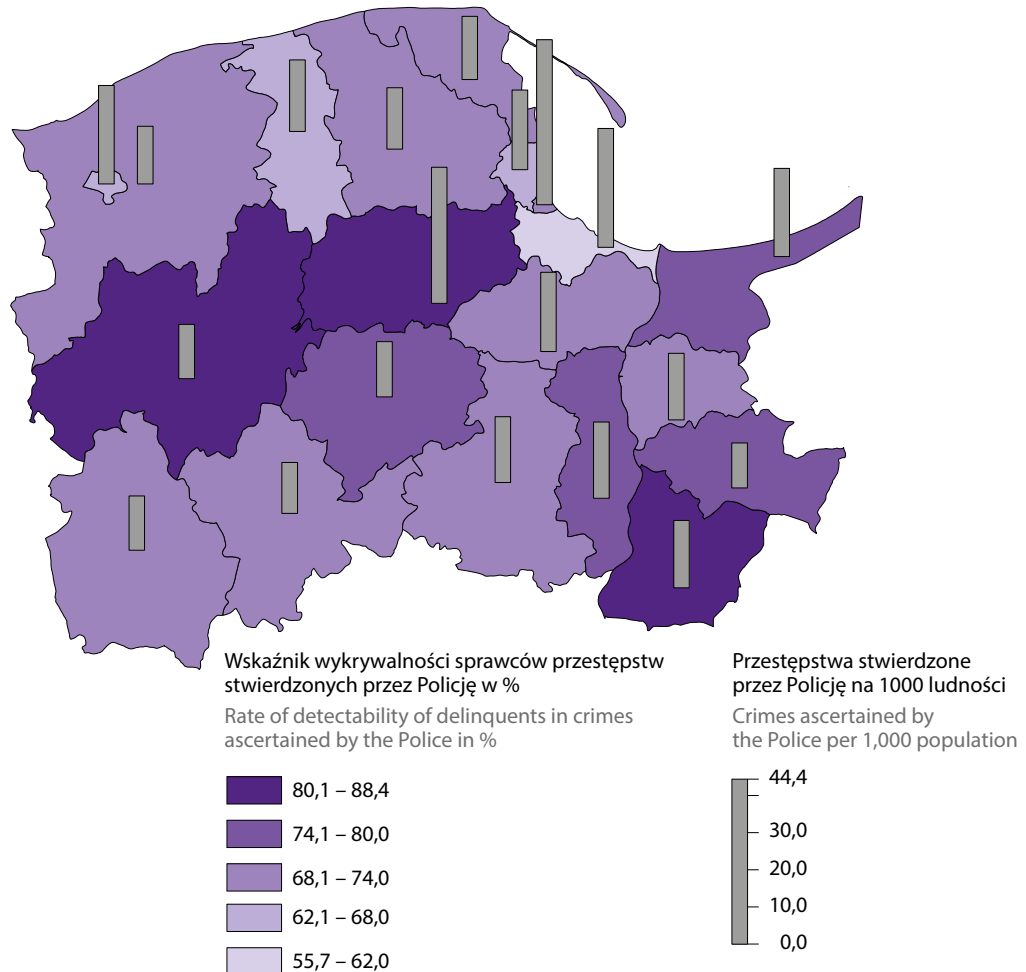 Wskaźnik wykrywalności sprawców przestępstw
stwierdzonych przez Policję w %
Rate of detectability of delinquents in crimes
ascertained by the Police in %
80,1 – 88,4
74,1 – 80,0
68,1 – 74,0
62,1 – 68,0
55,7 – 62,0
Przestępstwa stwierdzone
przez Policję na 1000 ludności
Crimes ascertained by
the Police per 1,000 population
44,4
30,0
20,0
10,0
0,0